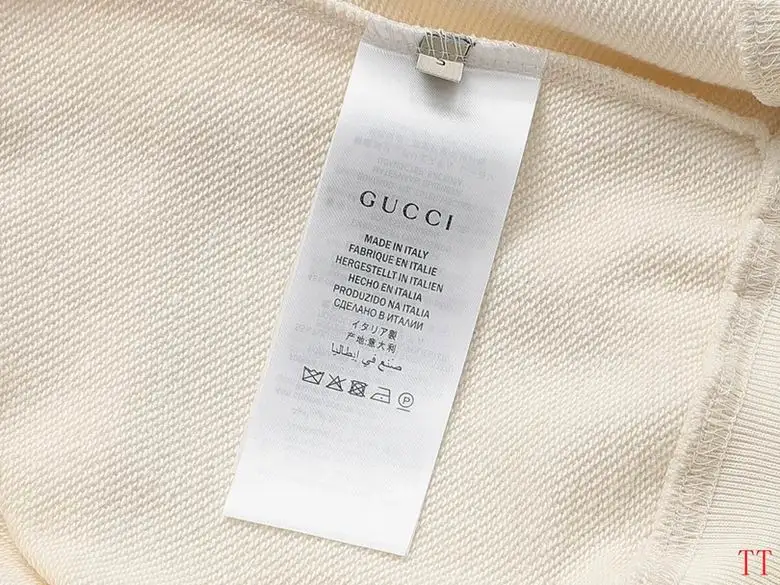 S
GUCCI
MADE IN ITALY
FABRIQUE EN ITALIE
HERGESTELLT IN ITALIEN
HECHO EN ITALIA
PRODUZIDO NA ITALIA
СДЕЛАНО В ИТАЛИИ
イタリア製
产地:意大利
صنع في إيطاليا
P
TT